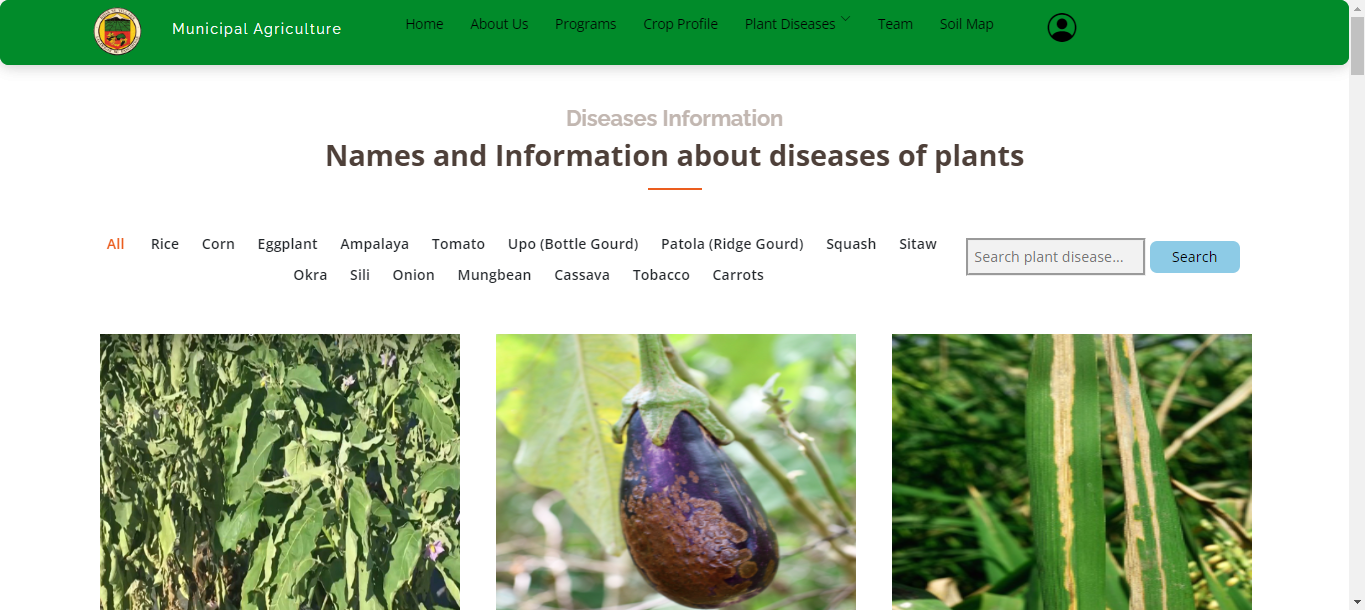 Municipal Agriculture
Home About Us Programs Crop Profile Plant Diseases Team Soil Map
Diseases Information
Names and Information about diseases of plants
All Rice Corn Eggplant Ampalaya Tomato Upo (Bottle Gourd) Patola (Ridge Gourd) Squash Sitaw
Okra Sili Onion Mungbean Cassava Tobacco Carrots
Search plant disease... Search